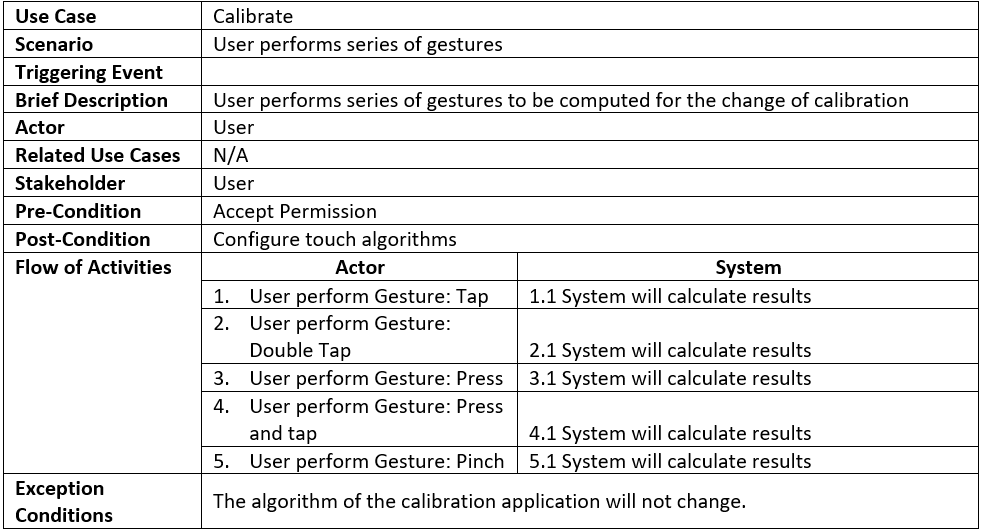 Use Case Calibrate
Scenario User performs series of gestures
Triggering Event
Brief Description User performs series of gestures to be computed for the change of calibration
Actor User
Related Use Cases N/A
Stakeholder User
Pre-Condition Accept Permission
Post-Condition Configure touch algorithms
Flow of Activities Actor System
1. User perform Gesture: Tap 1.1 System will calculate results
2. User perform Gesture:
Double Tap 2.1 System will calculate results
3. User perform Gesture: Press 3.1 System will calculate results
4. User perform Gesture: Press
and tap 4.1 System will calculate results
5. User perform Gesture: Pinch 5.1 System will calculate results
Exception
Conditions The algorithm of the calibration application will not change.